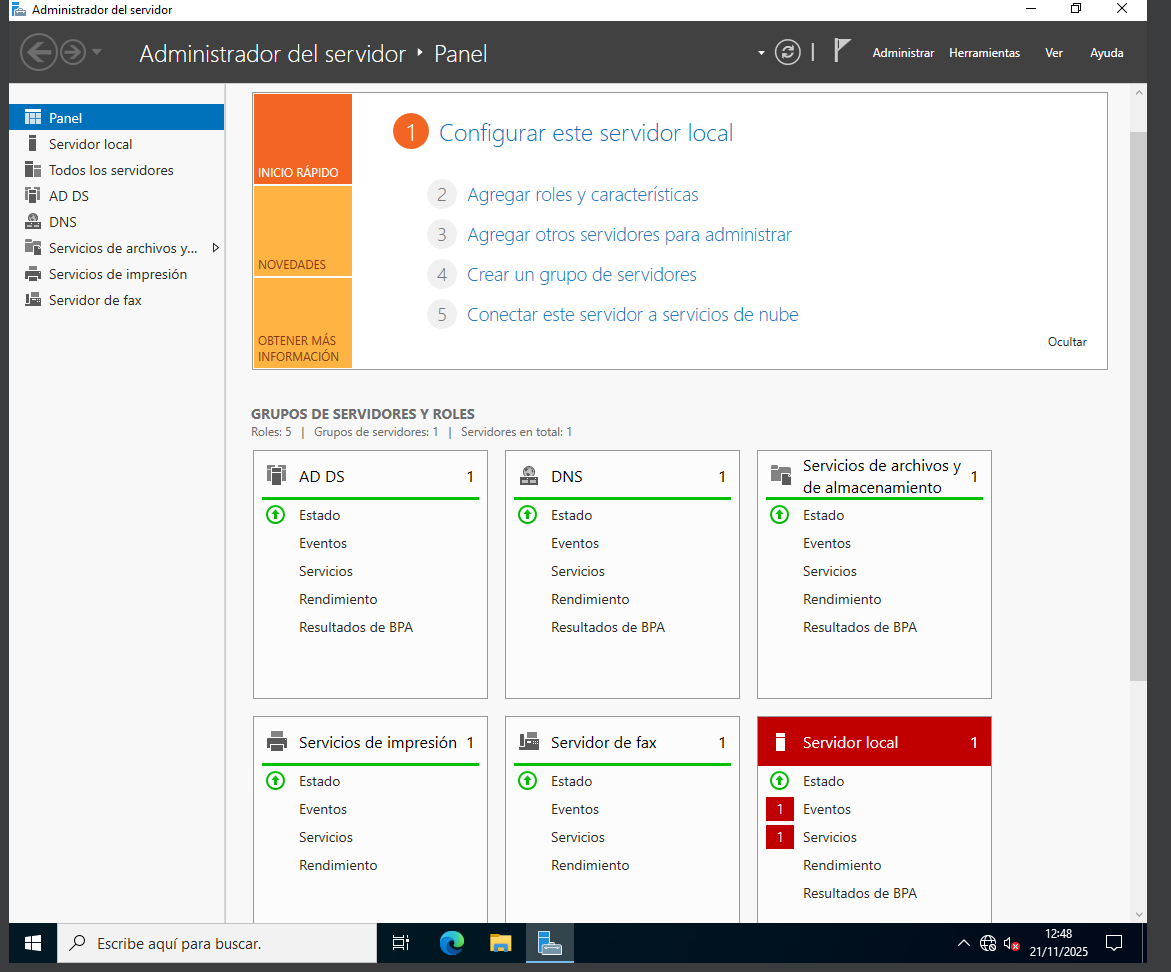 Administrador del servidor
Administrador del servidor ‣ Panel
Administrar Herramientas Ver Ayuda
Panel
Servidor local
Todos los servidores
AD DS
DNS
Servicios de archivos y...
Servicios de impresión
Servidor de fax
INICIO RÁPIDO
NOVEDADES
OBTENER MÁS
INFORMACIÓN
1 Configurar este servidor local
2 Agregar roles y características
3 Agregar otros servidores para administrar
4 Crear un grupo de servidores
5 Conectar este servidor a servicios de nube
Ocultar
GRUPOS DE SERVIDORES Y ROLES
Roles: 5 | Grupos de servidores: 1 | Servidores en total: 1
AD DS 1
Estado
Eventos
Servicios
Rendimiento
Resultados de BPA
DNS 1
Estado
Eventos
Servicios
Rendimiento
Resultados de BPA
Servicios de archivos y
de almacenamiento 1
Estado
Eventos
Servicios
Rendimiento
Resultados de BPA
Servicios de impresión 1
Estado
Eventos
Servicios
Rendimiento
Servidor de fax 1
Estado
Eventos
Servicios
Rendimiento
Servidor local 1
Estado
1 Eventos
1 Servicios
Rendimiento
Resultados de BPA
Escribe aquí para buscar.
12:48
21/11/2025